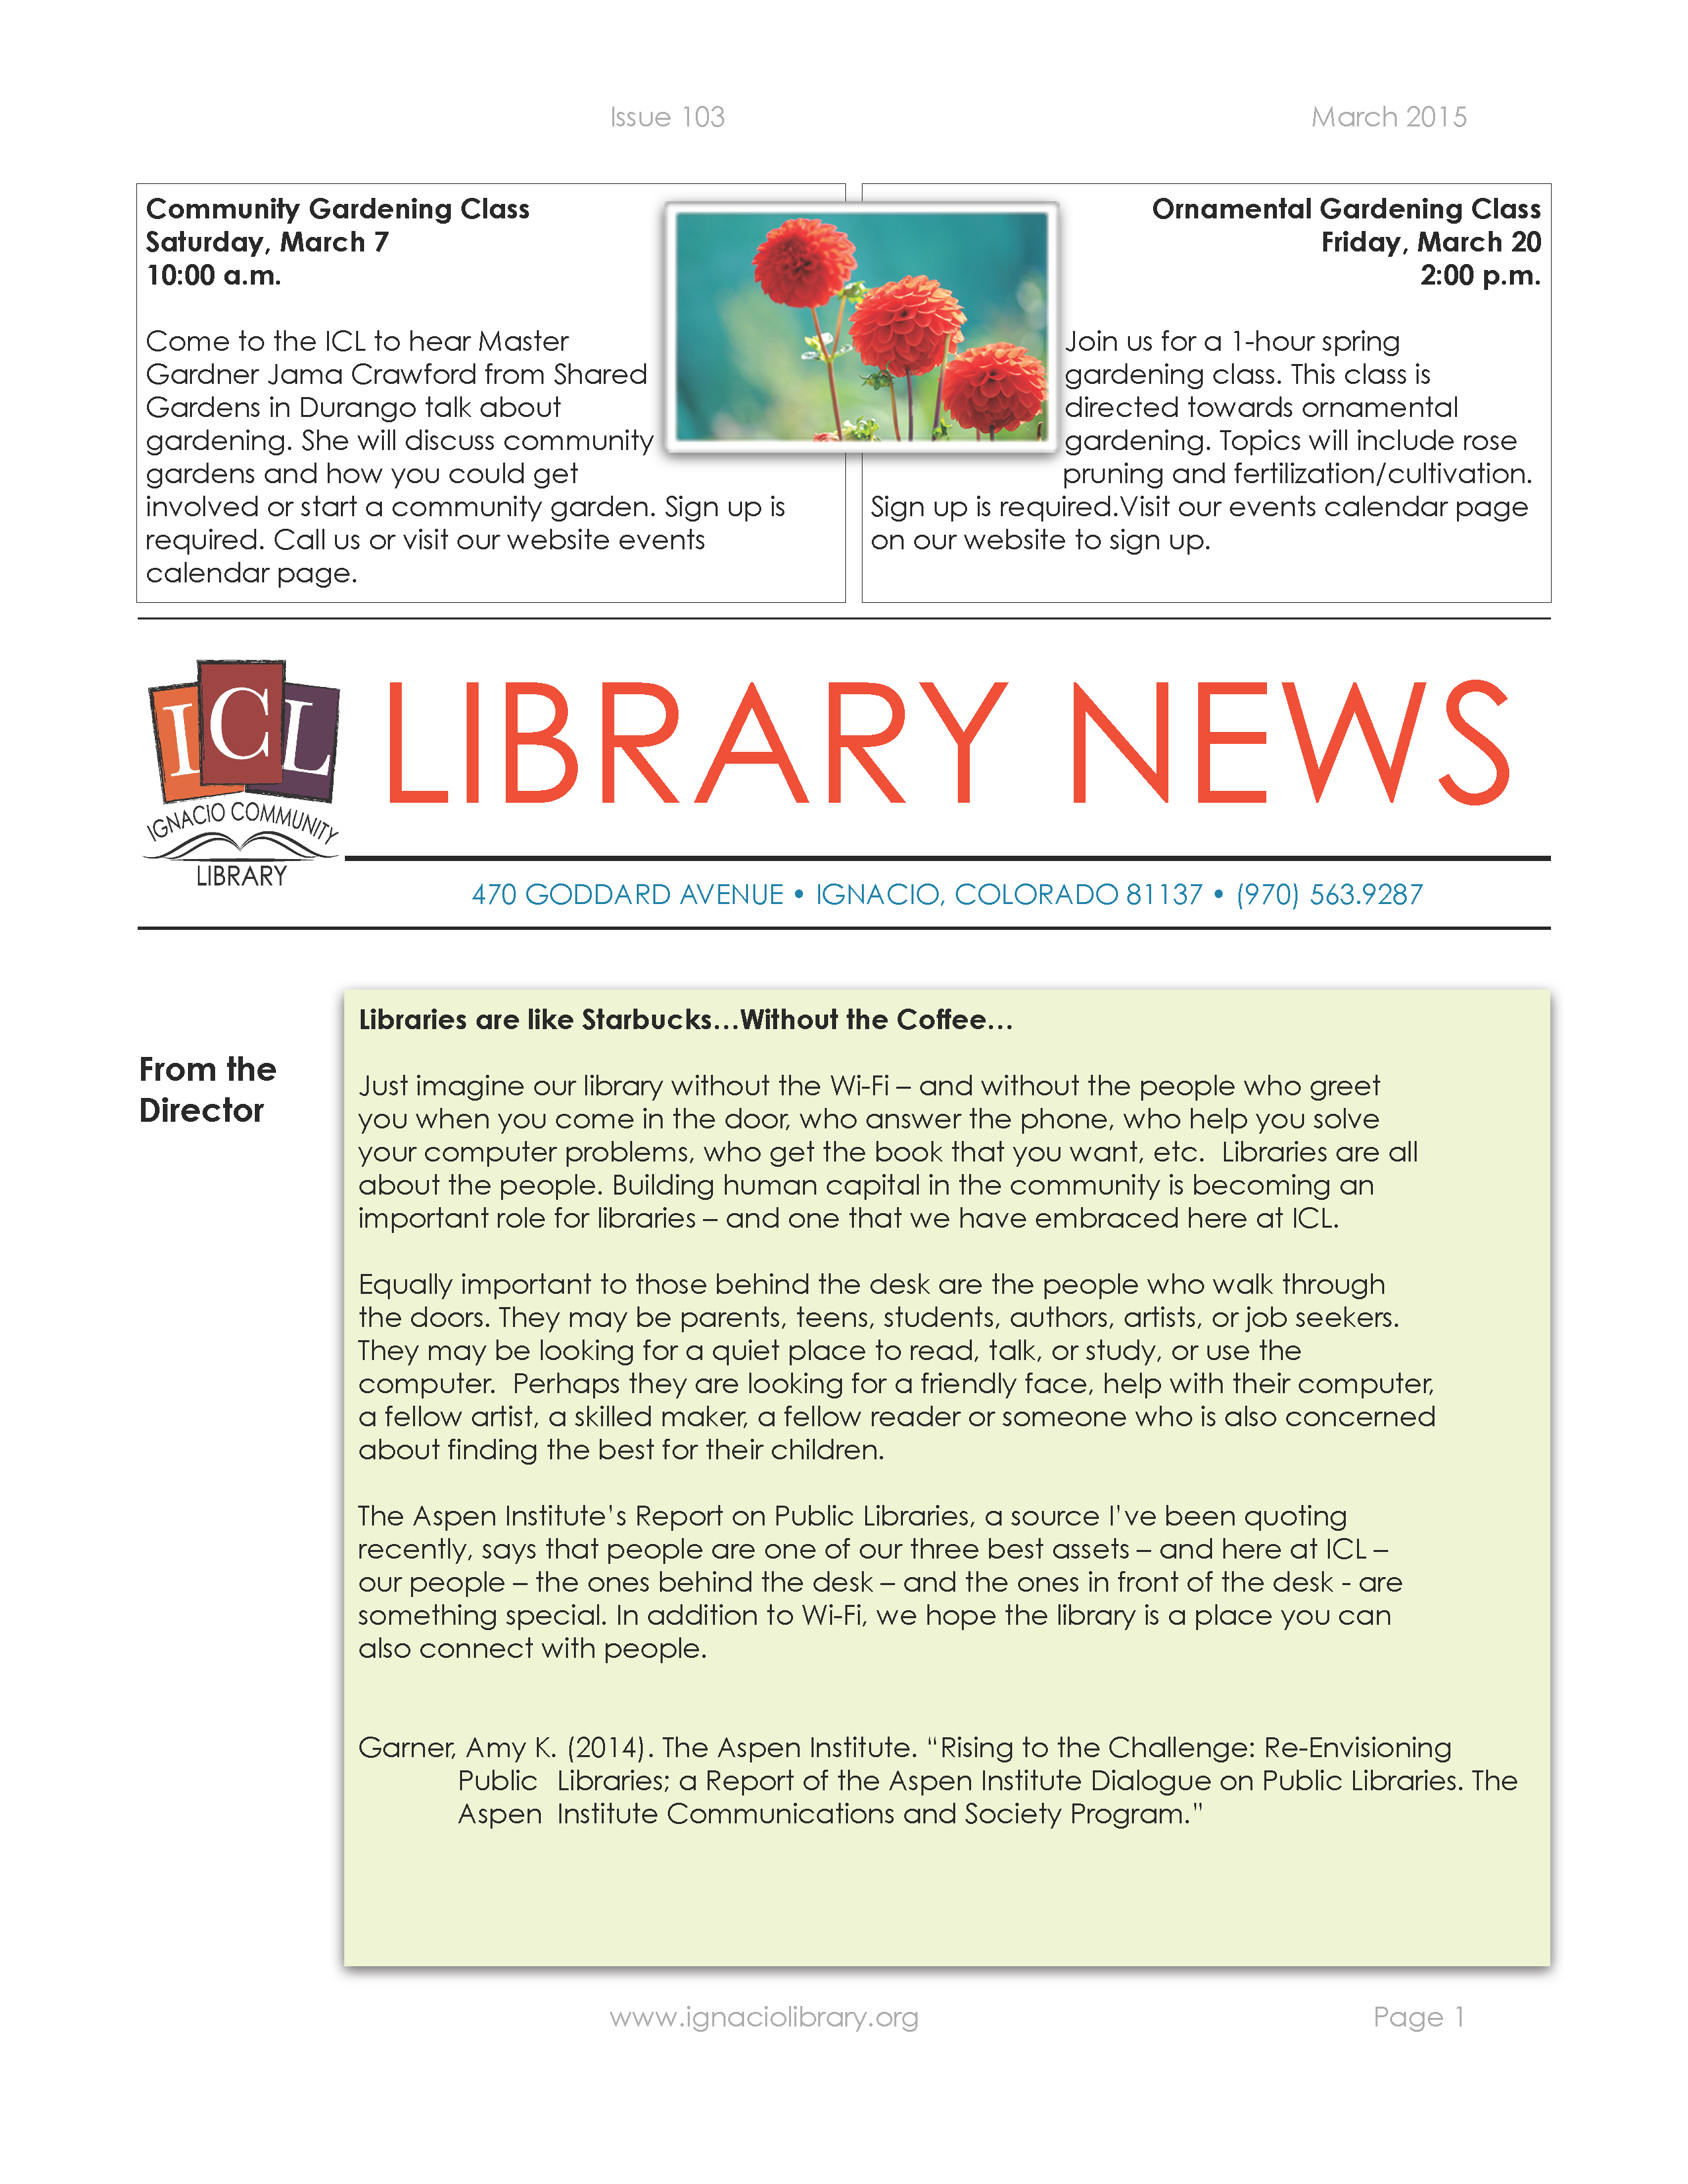 Issue 103
March 2015
Community Gardening Class
Saturday, March 7
10:00 a.m.
Come to the ICL to hear Master
Gardner Jama Crawford from Shared
Gardens in Durango talk about
gardening. She will discuss community
gardens and how you could get
involved or start a community garden. Sign up is
required. Call us or visit our website events
calendar page.
Ornamental Gardening Class
Friday, March 20
2:00 p.m.
Join us for a 1-hour spring
gardening class. This class is
directed towards ornamental
gardening. Topics will include rose
pruning and fertilization/cultivation.
Sign up is required.Visit our events calendar page
on our website to sign up.
ICL
IGNACIO COMMUNITY
LIBRARY
LIBRARY NEWS
470 GODDARD AVENUE • IGNACIO, COLORADO 81137 • (970) 563.9287
From the
Director
Libraries are like Starbucks…Without the Coffee…
Just imagine our library without the Wi-Fi – and without the people who greet
you when you come in the door, who answer the phone, who help you solve
your computer problems, who get the book that you want, etc.  Libraries are all
about the people. Building human capital in the community is becoming an
important role for libraries – and one that we have embraced here at ICL.
Equally important to those behind the desk are the people who walk through
the doors. They may be parents, teens, students, authors, artists, or job seekers.
They may be looking for a quiet place to read, talk, or study, or use the
computer.  Perhaps they are looking for a friendly face, help with their computer,
a fellow artist, a skilled maker, a fellow reader or someone who is also concerned
about finding the best for their children.
The Aspen Institute's Report on Public Libraries, a source I've been quoting
recently, says that people are one of our three best assets – and here at ICL –
our people – the ones behind the desk – and the ones in front of the desk - are
something special. In addition to Wi-Fi, we hope the library is a place you can
also connect with people.
Garner, Amy K. (2014). The Aspen Institute. “Rising to the Challenge: Re-Envisioning
Public  Libraries; a Report of the Aspen Institute Dialogue on Public Libraries. The
Aspen  Institute Communications and Society Program.”
www.ignaciolibrary.org
Page 1